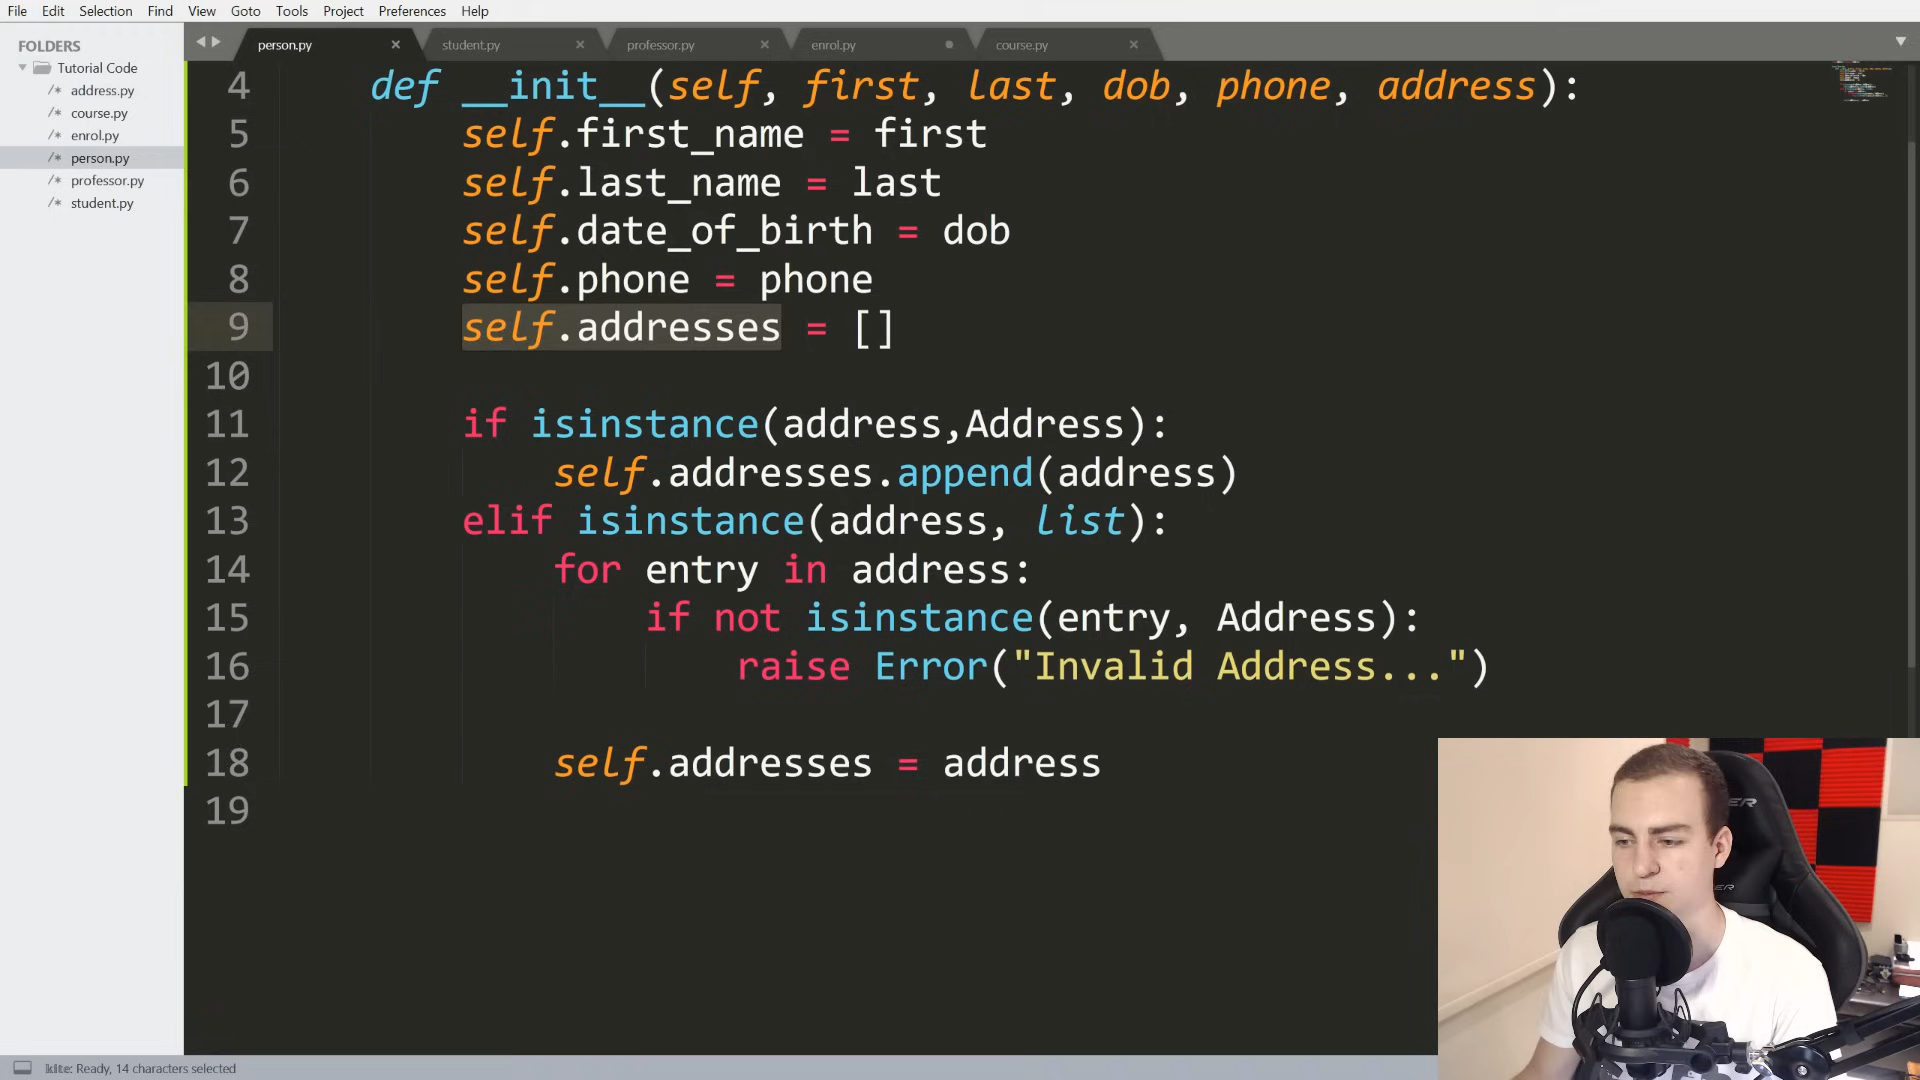 File Edit Selection Find View Goto Tools Project Preferences Help
FOLDERS
Tutorial Code
/* address.py
/* course.py
/* enrol.py
/* person.py
/* professor.py
/* student.py
person.py × student.py × professor.py × enrol.py course.py ×
4 def __init__(self, first, last, dob, phone, address):
5 self.first_name = first
6 self.last_name = last
7 self.date_of_birth = dob
8 self.phone = phone
9 self.addresses = []
10
11 if isinstance(address,Address):
12 self.addresses.append(address)
13 elif isinstance(address, list):
14 for entry in address:
15 if not isinstance(entry, Address):
16 raise Error("Invalid Address...")
17
18 self.addresses = address
19
kite: Ready, 14 characters selected